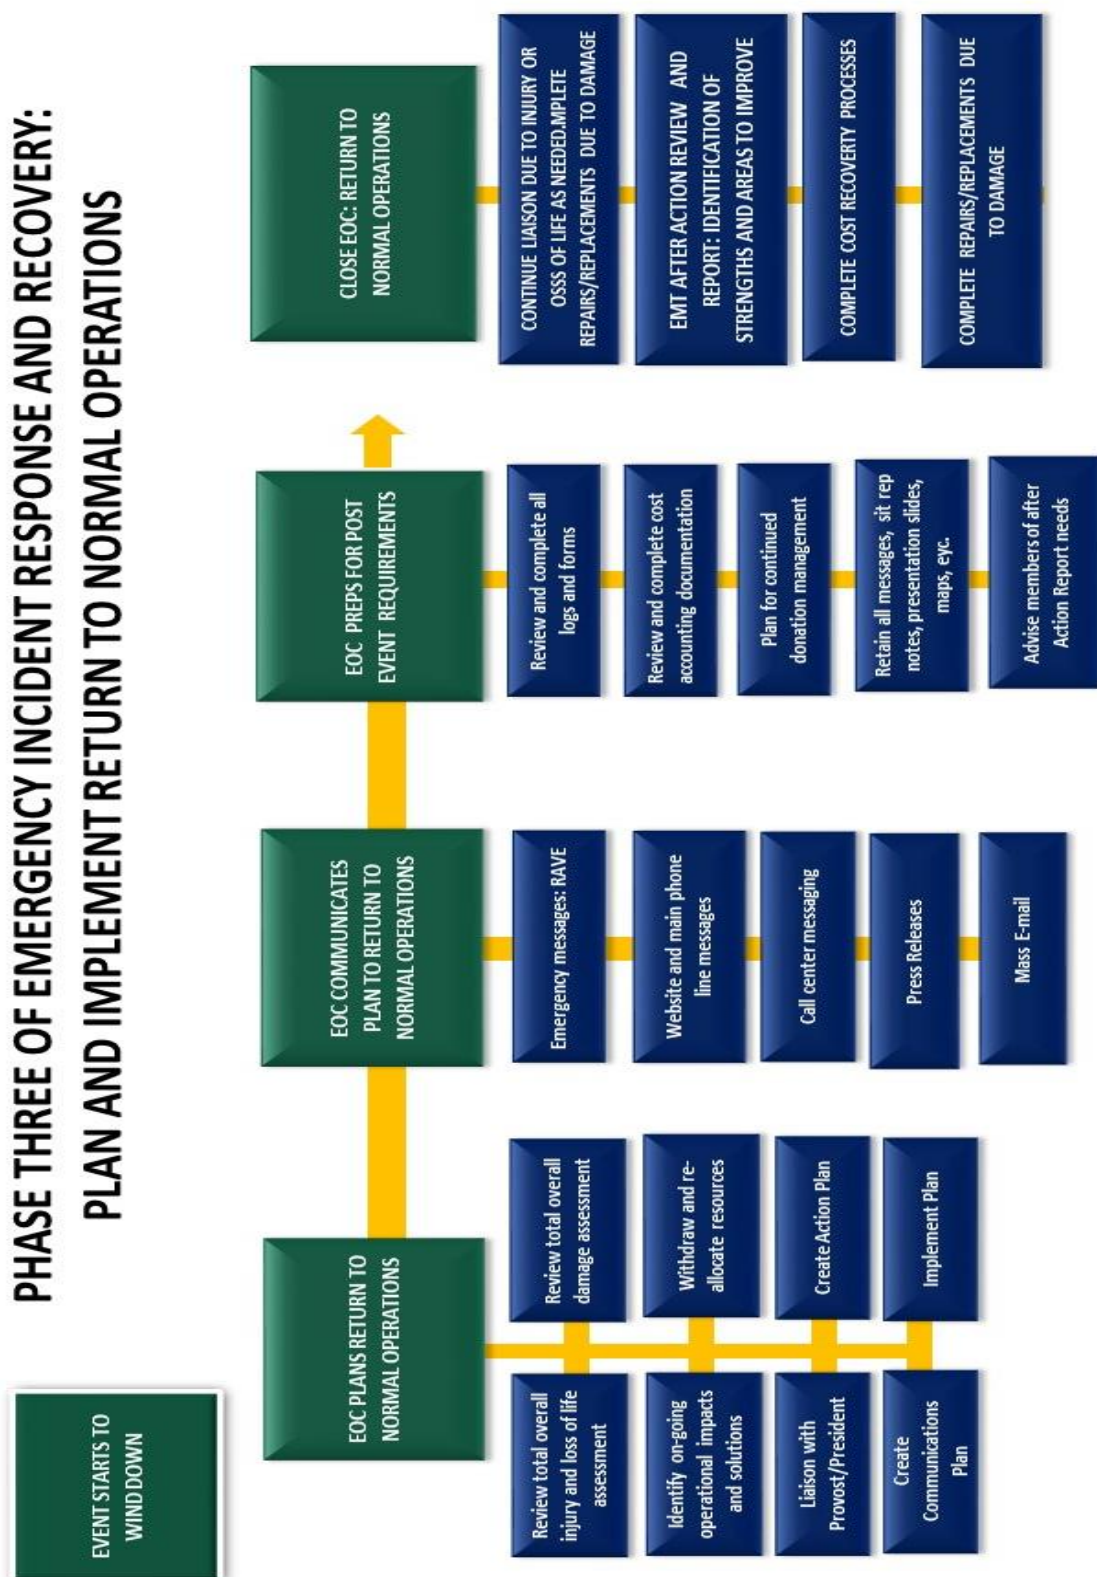 PHASE THREE OF EMERGENCY INCIDENT RESPONSE AND RECOVERY:
PLAN AND IMPLEMENT RETURN TO NORMAL OPERATIONS
EVENT STARTS TO
WIND DOWN
EOC PLANS RETURN TO
NORMAL OPERATIONS
Review total overall
injury and loss of life
assessment
Review total overall
damage assessment
Identify on-going
operational impacts
and solutions
Withdraw and re-
allocate resources
Liaison with
Provost/President
Create Action Plan
Create
Communications
Plan
Implement Plan
EOC COMMUNICATES
PLAN TO RETURN TO
NORMAL OPERATIONS
Emergency messages: RAVE
Website and main phone
line messages
Call center messaging
Press Releases
Mass E-mail
EOC PREPS FOR POST
EVENT REQUIREMENTS
Review and complete all
logs and forms
Review and complete cost
accounting documentation
Plan for continued
donation management
Retain all messages, sit rep
notes, presentation slides,
maps, eyc.
Advise members of after
Action Report needs
CLOSE EOC: RETURN TO
NORMAL OPERATIONS
CONTINUE LIAISON DUE TO INJURY OR
OSSS OF LIFE AS NEEDED.MPLETE
REPAIRS/REPLACEMENTS DUE TO DAMAGE
EMT AFTER ACTION REVIEW AND
REPORT: IDENTIFICATION OF
STRENGTHS AND AREAS TO IMPROVE
COMPLETE COST RECOVERTY PROCESSES
COMPLETE REPAIRS/REPLACEMENTS DUE
TO DAMAGE